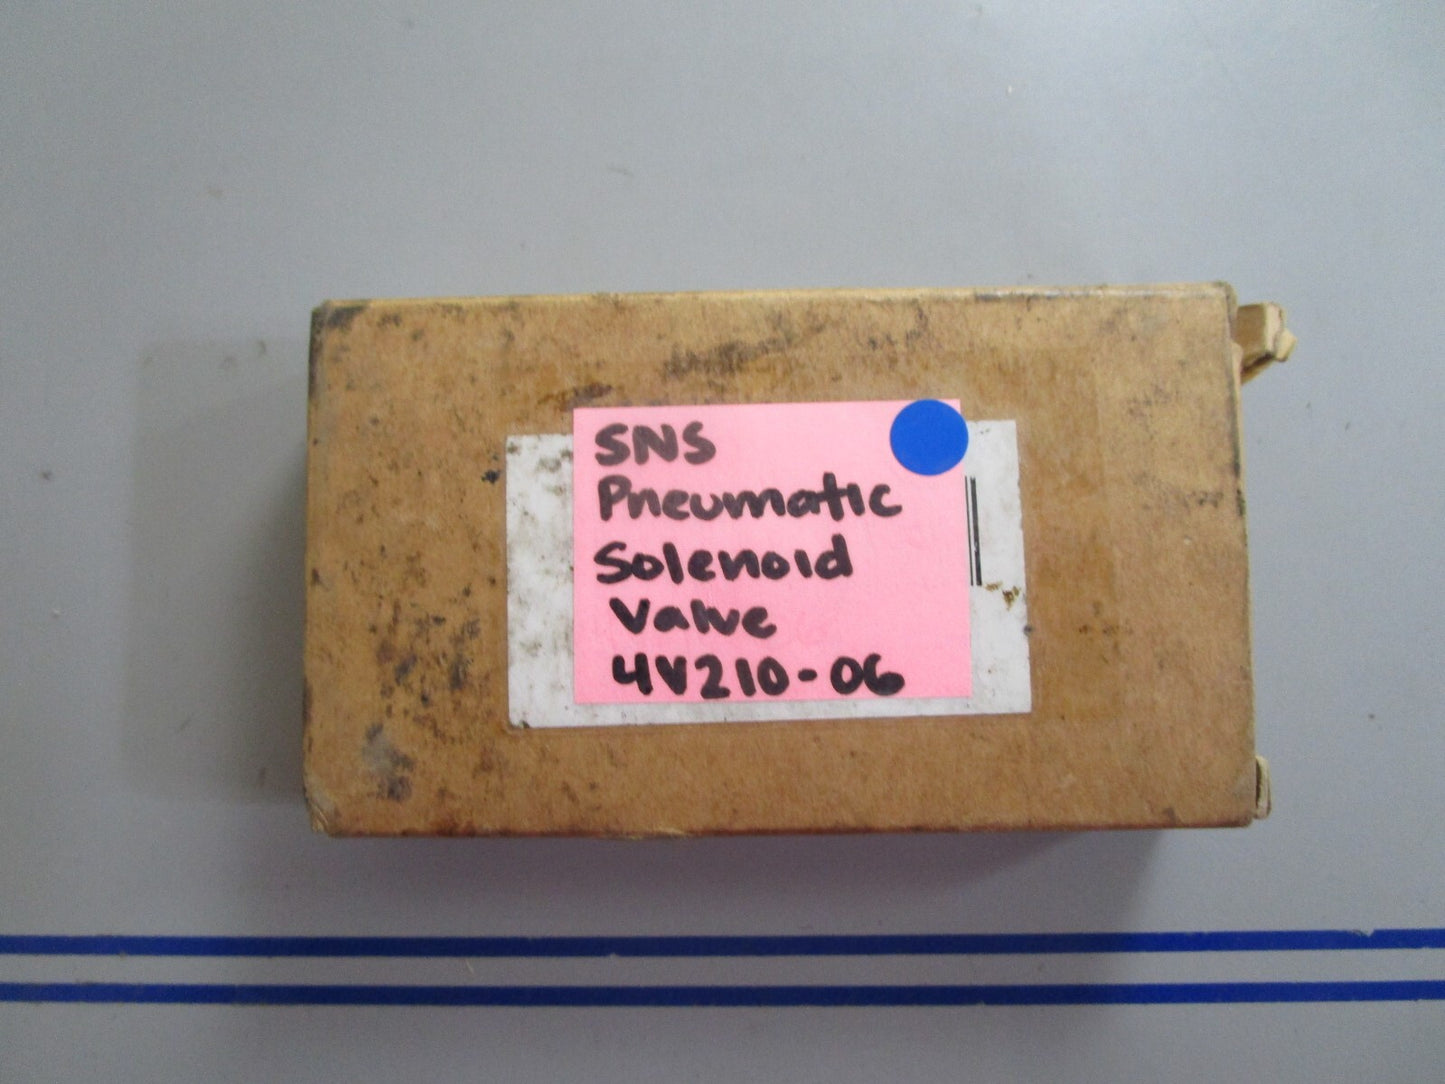 SNS
Pneumatic
Solenoid
Valve
4V210-06